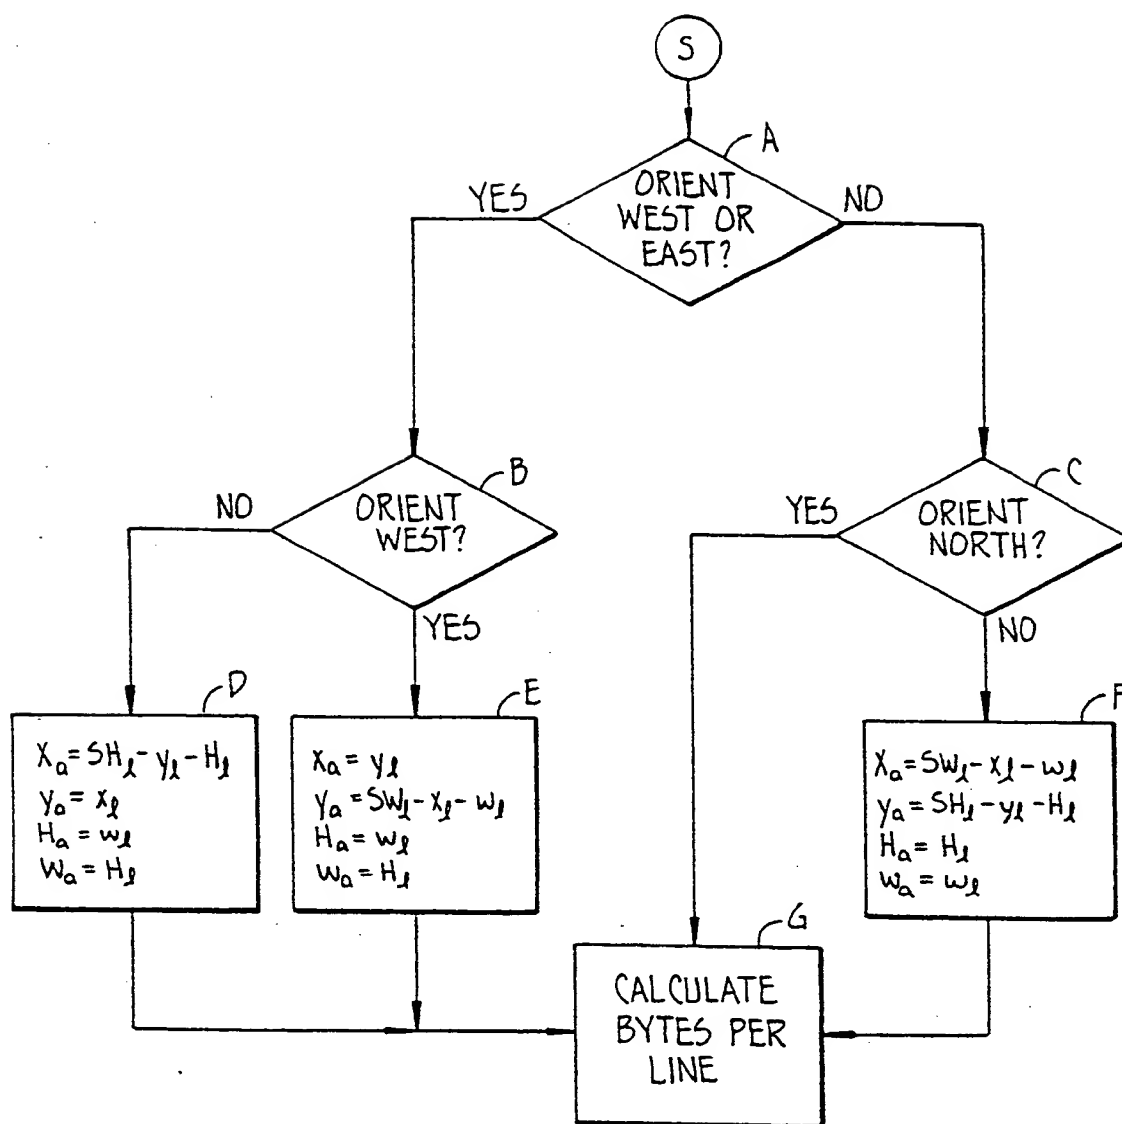 S
A
ORIENT
WEST OR
EAST?
YES
NO
B
ORIENT
WEST?
NO
YES
C
ORIENT
NORTH?
YES
NO
D
Xₐ = SHₗ - yₗ - Hₗ
yₐ = xₗ
Hₐ = wₗ
Wₐ = Hₗ
E
xₐ = yₗ
yₐ = SWₗ - xₗ - wₗ
Hₐ = wₗ
wₐ = Hₗ
F
Xₐ = SWₗ - xₗ - wₗ
yₐ = SHₗ - yₗ - Hₗ
Hₐ = Hₗ
wₐ = wₗ
G
CALCULATE
BYTES PER
LINE